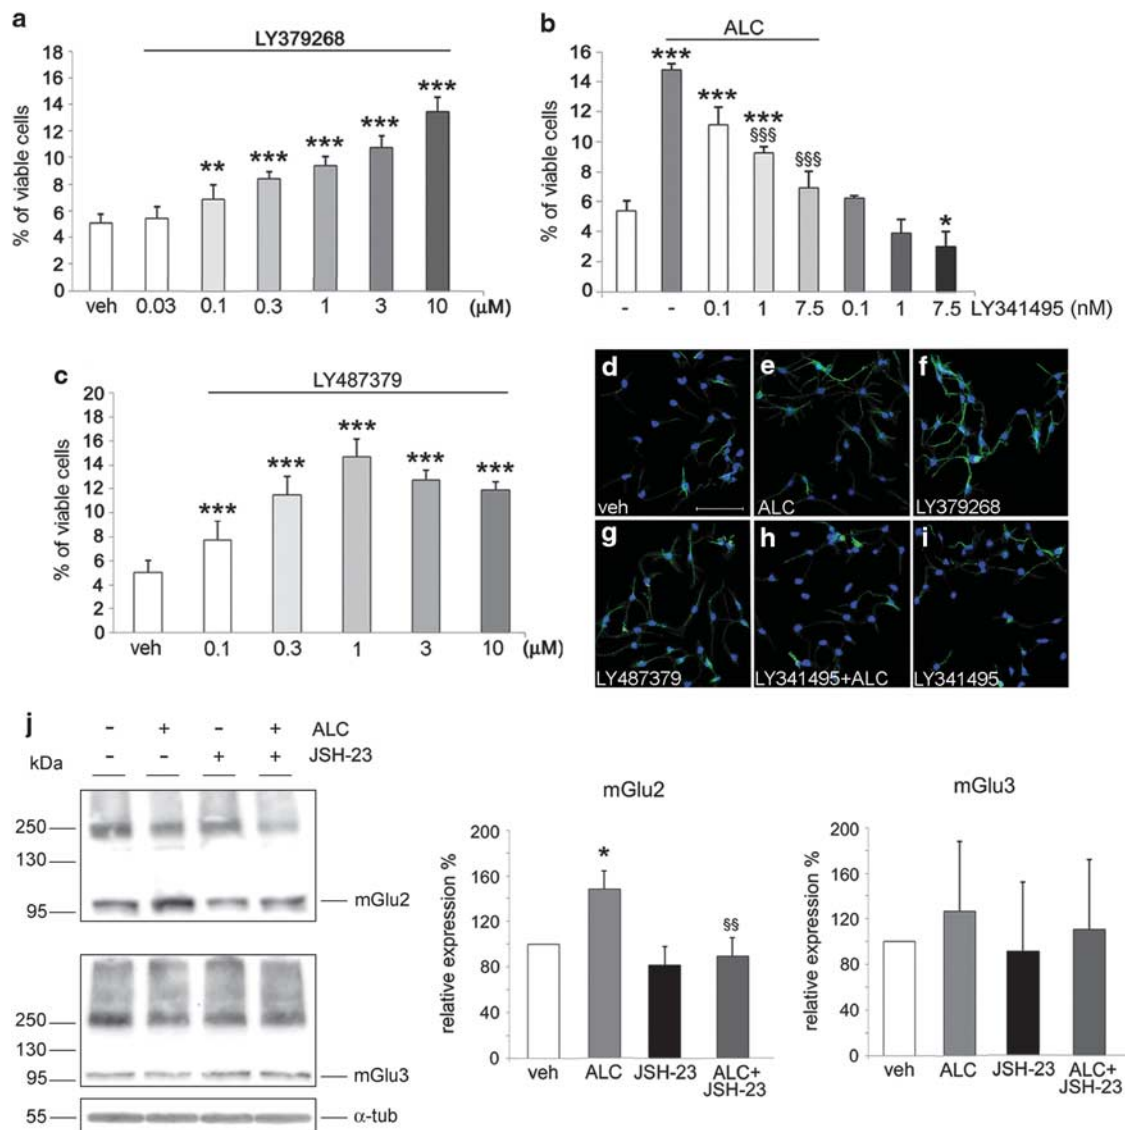 a
LY379268
% of viable cells
18
16
14
12
10
8
6
4
2
0
** *** *** *** ***
veh 0.03 0.1 0.3 1 3 10 (μM)
b
ALC
% of viable cells
16
14
12
10
8
6
4
2
0
*** *** *** §§§ §§§ *
- - 0.1 1 7.5 0.1 1 7.5 LY341495 (nM)
c
LY487379
% of viable cells
20
18
16
14
12
10
8
6
4
2
0
*** *** *** *** ***
veh 0.1 0.3 1 3 10 (μM)
d
veh
e
ALC
f
LY379268
g
LY487379
h
LY341495+ALC
i
LY341495
j
- + - + ALC
kDa - - + + JSH-23
250
130
95
mGlu2
250
130
95
mGlu3
55
α-tub
mGlu2
relative expression %
200
160
120
80
40
0
* §§
veh ALC JSH-23 ALC+
JSH-23
mGlu3
relative expression %
200
160
120
80
40
0
veh ALC JSH-23 ALC+
JSH-23